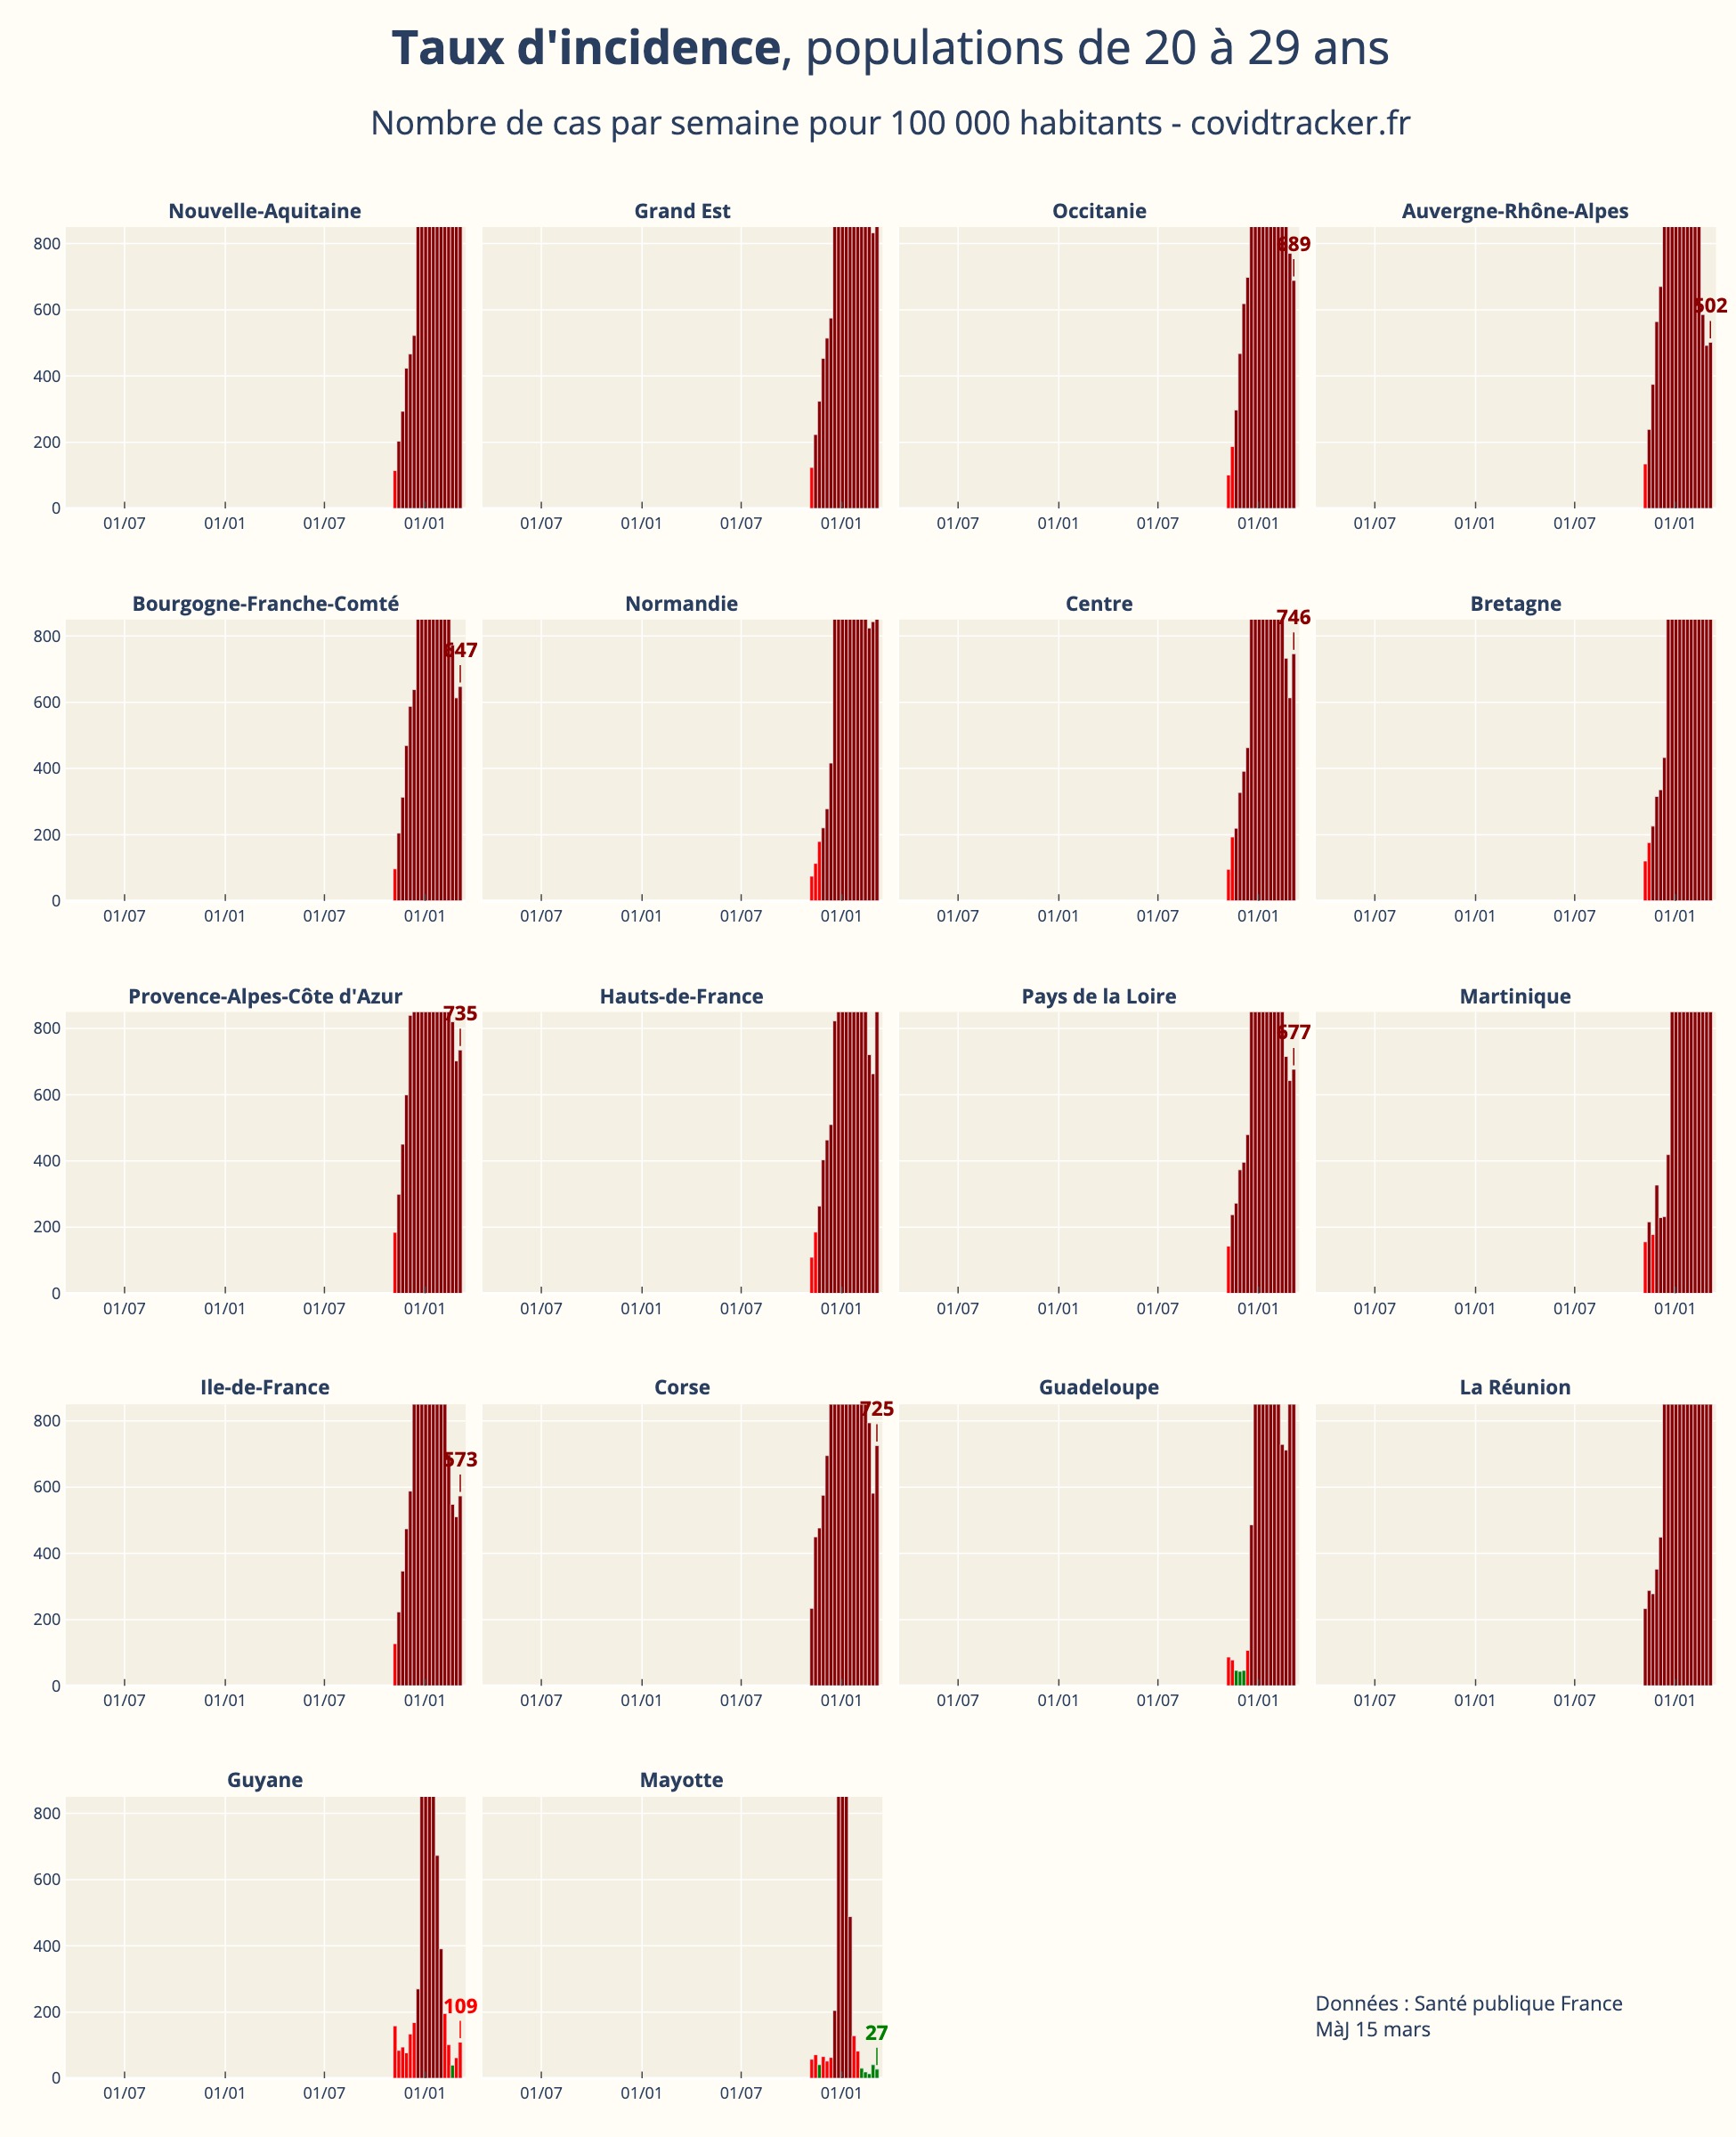 Taux d'incidence, populations de 20 à 29 ans
Nombre de cas par semaine pour 100 000 habitants - covidtracker.fr
Nouvelle-Aquitaine
Grand Est
Occitanie
Auvergne-Rhône-Alpes
800
600
400
200
0
689
502
01/07 01/01 01/07 01/01
01/07 01/01 01/07 01/01
01/07 01/01 01/07 01/01
01/07 01/01 01/07 01/01
Bourgogne-Franche-Comté
Normandie
Centre
Bretagne
800
600
400
200
0
647
746
01/07 01/01 01/07 01/01
01/07 01/01 01/07 01/01
01/07 01/01 01/07 01/01
01/07 01/01 01/07 01/01
Provence-Alpes-Côte d'Azur
Hauts-de-France
Pays de la Loire
Martinique
800
600
400
200
0
735
677
01/07 01/01 01/07 01/01
01/07 01/01 01/07 01/01
01/07 01/01 01/07 01/01
01/07 01/01 01/07 01/01
Ile-de-France
Corse
Guadeloupe
La Réunion
800
600
400
200
0
573
725
01/07 01/01 01/07 01/01
01/07 01/01 01/07 01/01
01/07 01/01 01/07 01/01
01/07 01/01 01/07 01/01
Guyane
Mayotte
800
600
400
200
0
109
27
01/07 01/01 01/07 01/01
01/07 01/01 01/07 01/01
Données : Santé publique France
MàJ 15 mars